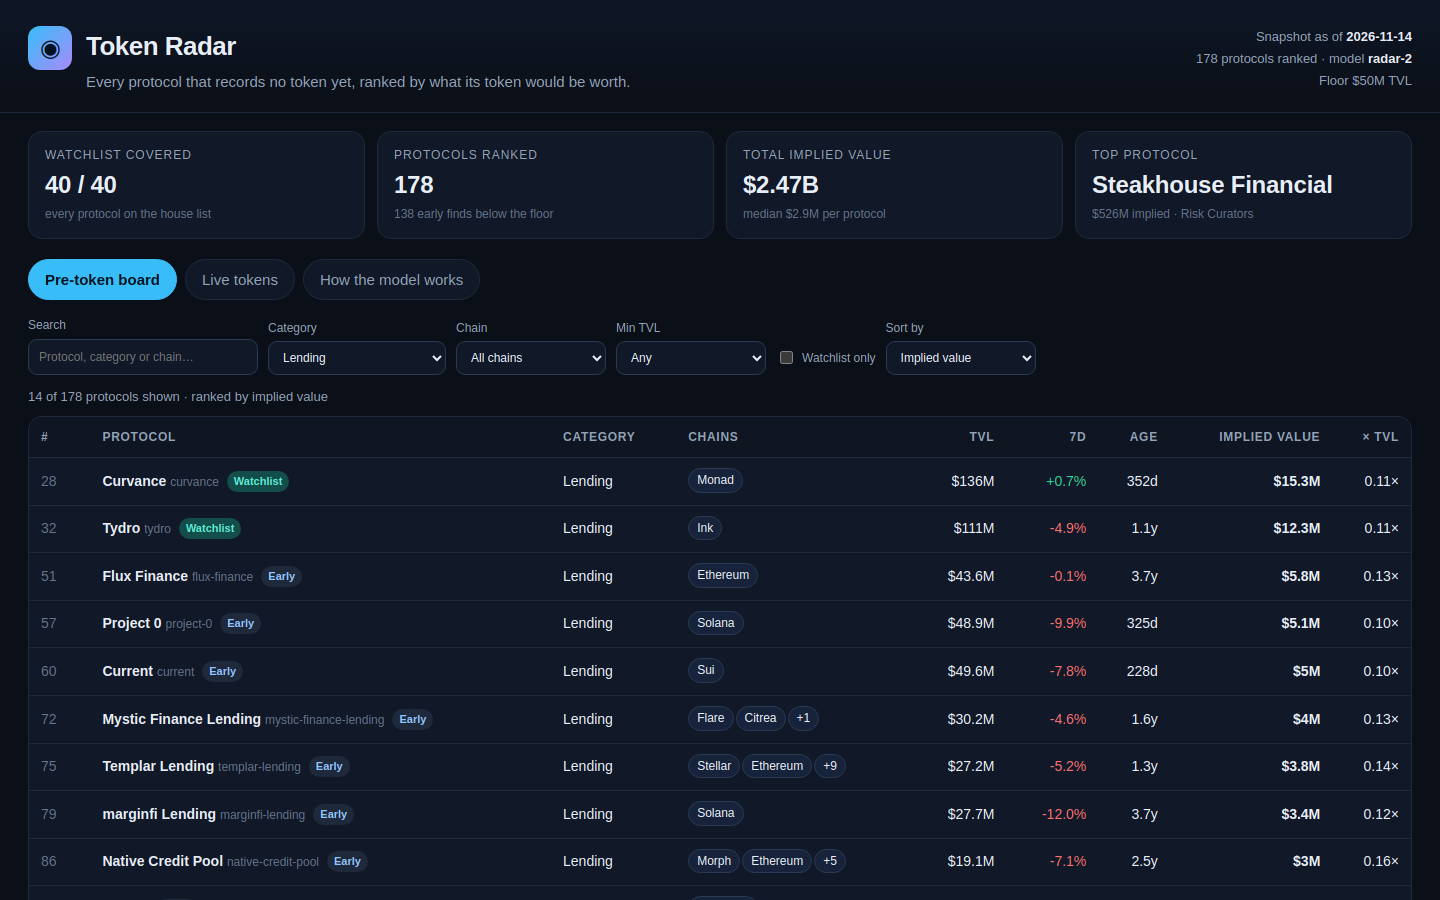 Token Radar
Every protocol that records no token yet, ranked by what its token would be worth.
Snapshot as of 2026-11-14
178 protocols ranked · model radar-2
Floor $50M TVL
WATCHLIST COVERED
40 / 40
every protocol on the house list
PROTOCOLS RANKED
178
138 early finds below the floor
TOTAL IMPLIED VALUE
$2.47B
median $2.9M per protocol
TOP PROTOCOL
Steakhouse Financial
$526M implied · Risk Curators
Pre-token board Live tokens How the model works
Search Category Chain Min TVL Sort by
Protocol, category or chain… Lending All chains Any Watchlist only Implied value
14 of 178 protocols shown · ranked by implied value
# PROTOCOL CATEGORY CHAINS TVL 7D AGE IMPLIED VALUE × TVL
28 Curvance curvance Watchlist Lending Monad $136M +0.7% 352d $15.3M 0.11×
32 Tydro tydro Watchlist Lending Ink $111M -4.9% 1.1y $12.3M 0.11×
51 Flux Finance flux-finance Early Lending Ethereum $43.6M -0.1% 3.7y $5.8M 0.13×
57 Project 0 project-0 Early Lending Solana $48.9M -9.9% 325d $5.1M 0.10×
60 Current current Early Lending Sui $49.6M -7.8% 228d $5M 0.10×
72 Mystic Finance Lending mystic-finance-lending Early Lending Flare Citrea +1 $30.2M -4.6% 1.6y $4M 0.13×
75 Templar Lending templar-lending Early Lending Stellar Ethereum +9 $27.2M -5.2% 1.3y $3.8M 0.14×
79 marginfi Lending marginfi-lending Early Lending Solana $27.7M -12.0% 3.7y $3.4M 0.12×
86 Native Credit Pool native-credit-pool Early Lending Morph Ethereum +5 $19.1M -7.1% 2.5y $3M 0.16×